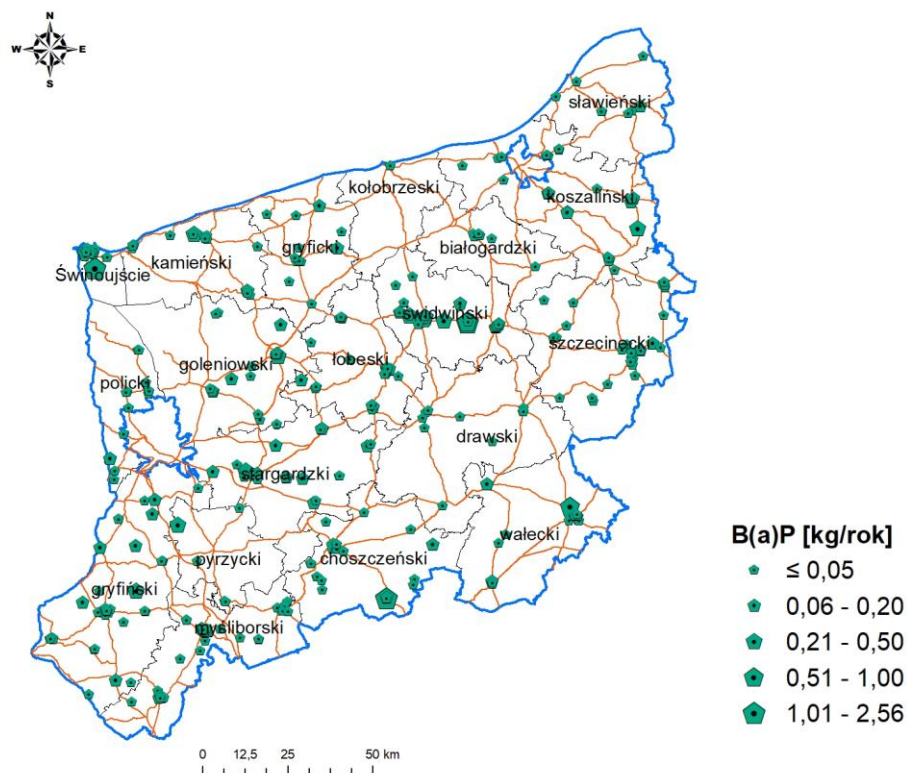 N
W E
S
sławieński
kołobrzeski
koszaliński
gryficki
białogardzki
kamieński
Świnoujście
świdwiński
szczecinecki
goleniowski
łobeski
policki
drawski
stargardzki
wałecki
choszczeński
pyrzycki
gryfiński
myśliborski
B(a)P [kg/rok]
≤ 0,05
0,06 - 0,20
0,21 - 0,50
0,51 - 1,00
1,01 - 2,56
0 12,5 25 50 km